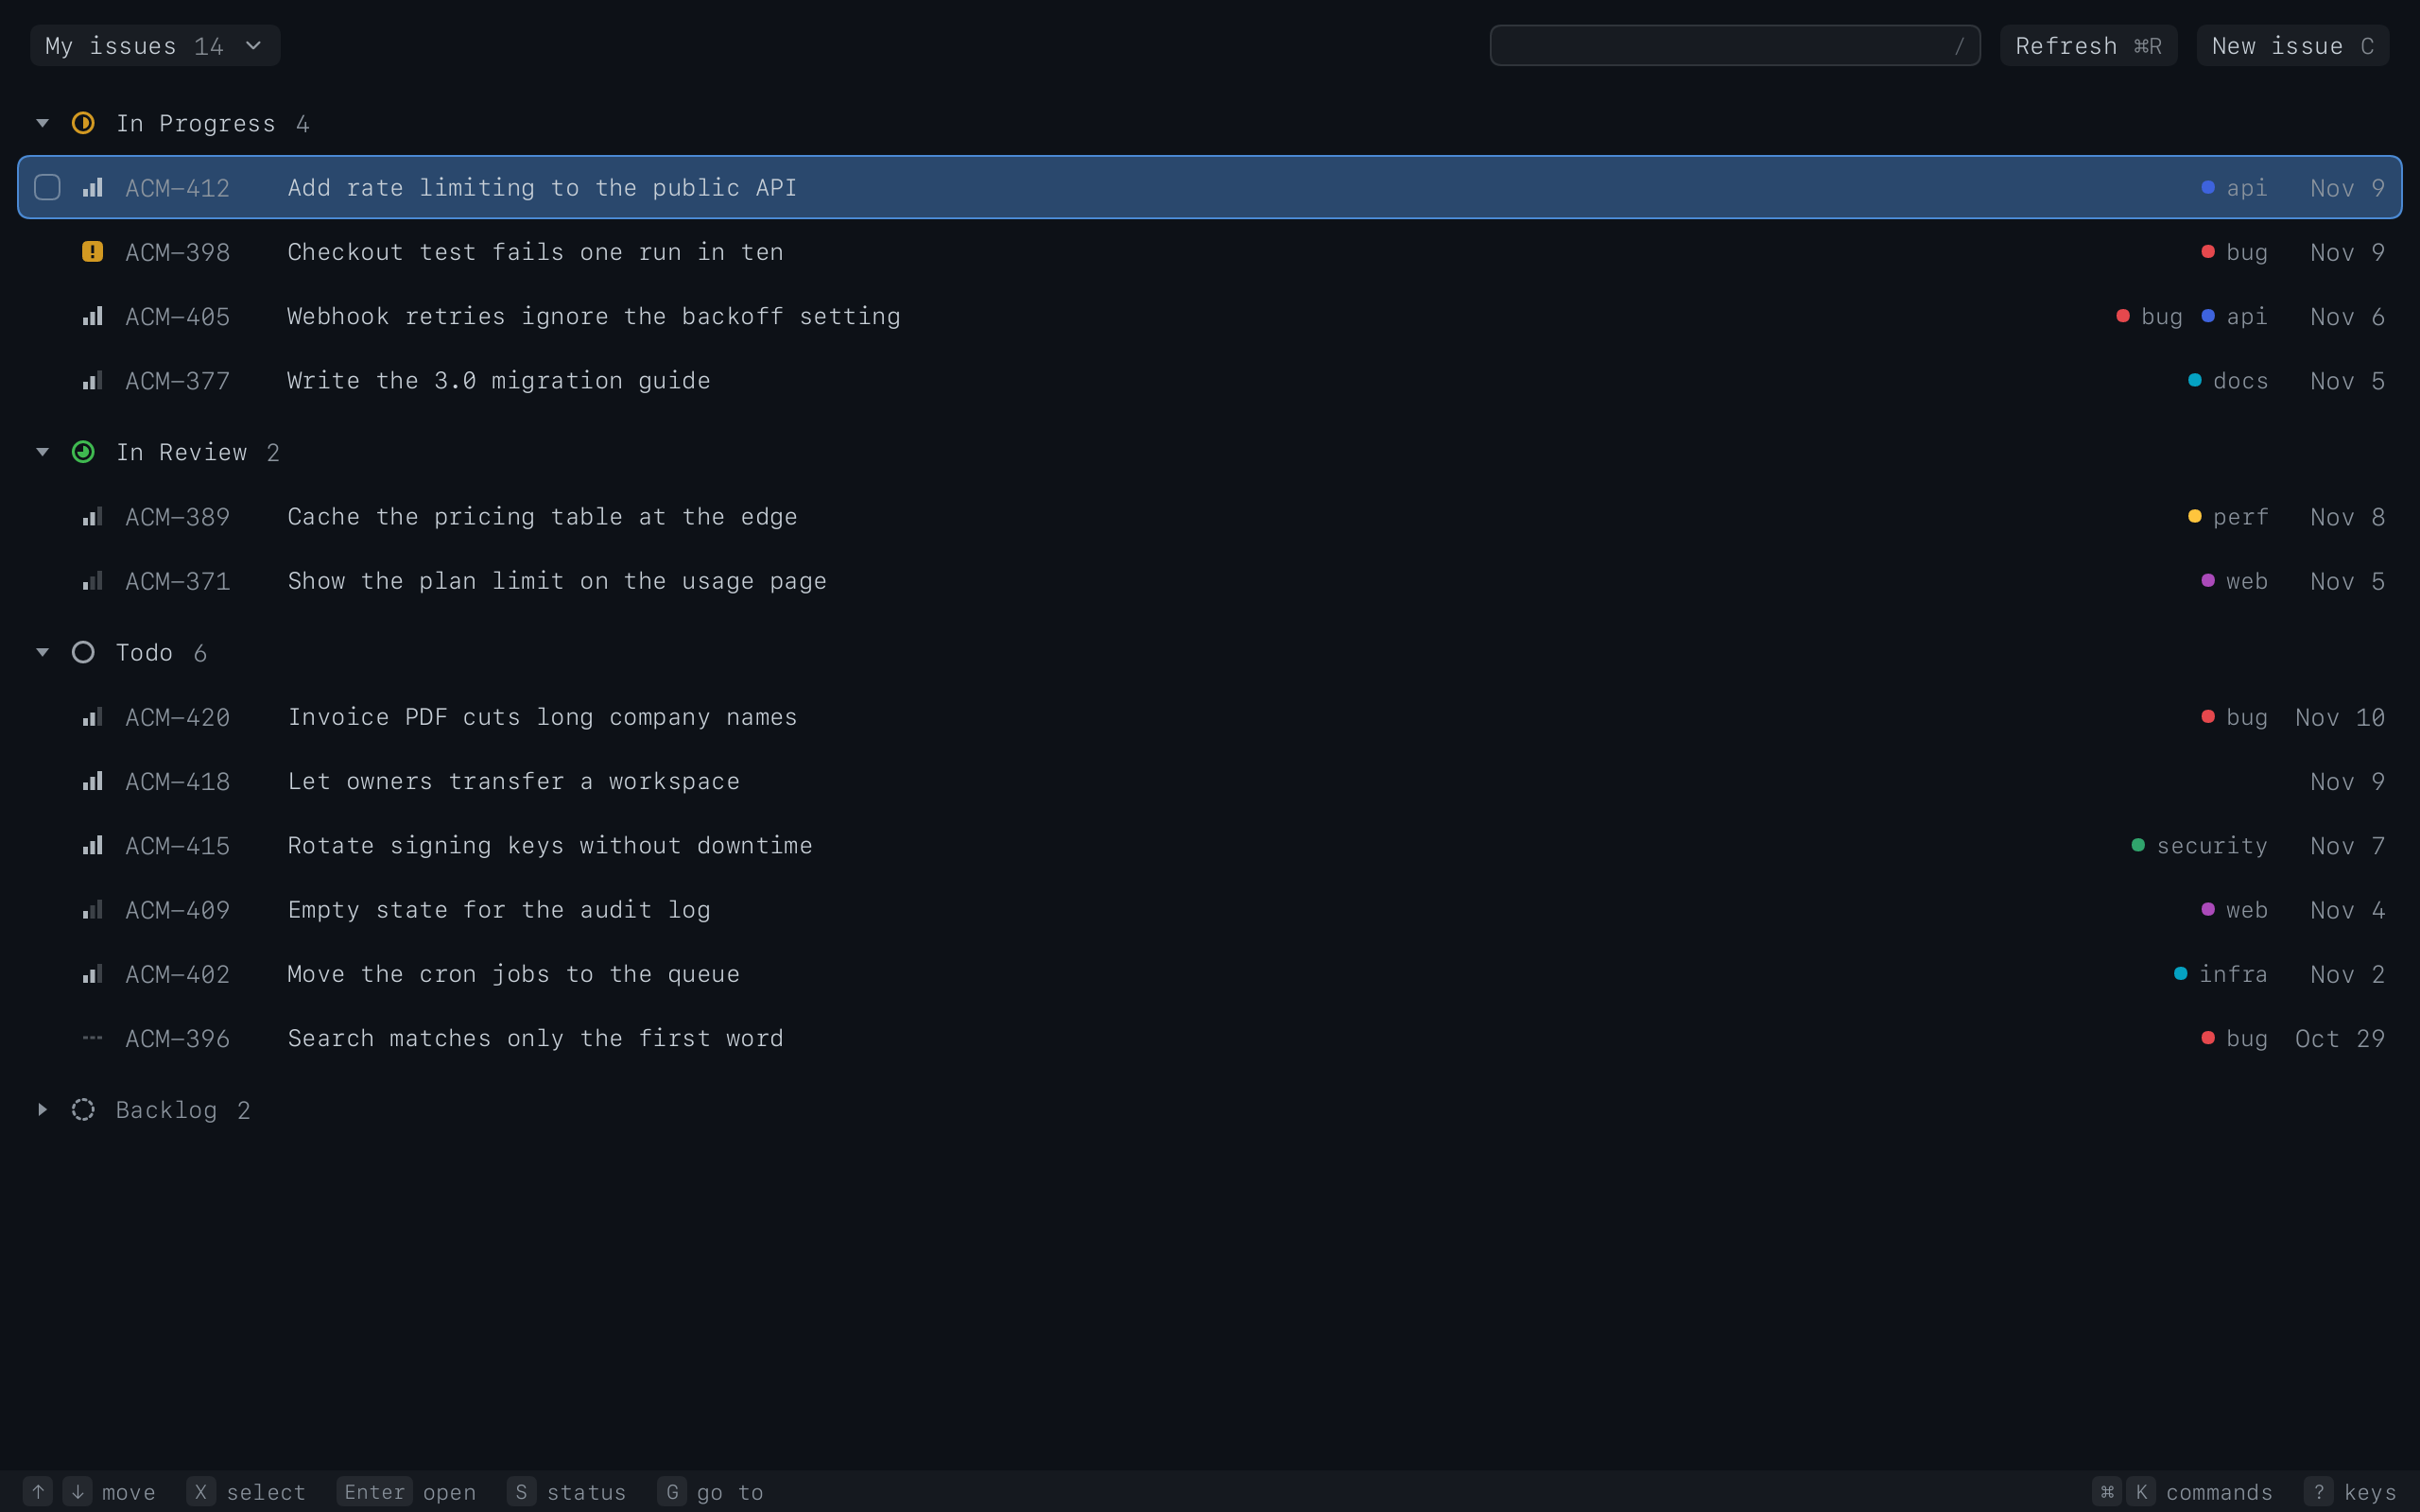 My issues 14 / Refresh ⌘R New issue C
In Progress 4
ACM-412 Add rate limiting to the public API api Nov 9
ACM-398 Checkout test fails one run in ten bug Nov 9
ACM-405 Webhook retries ignore the backoff setting bug api Nov 6
ACM-377 Write the 3.0 migration guide docs Nov 5
In Review 2
ACM-389 Cache the pricing table at the edge perf Nov 8
ACM-371 Show the plan limit on the usage page web Nov 5
Todo 6
ACM-420 Invoice PDF cuts long company names bug Nov 10
ACM-418 Let owners transfer a workspace Nov 9
ACM-415 Rotate signing keys without downtime security Nov 7
ACM-409 Empty state for the audit log web Nov 4
ACM-402 Move the cron jobs to the queue infra Nov 2
ACM-396 Search matches only the first word bug Oct 29
Backlog 2
↑ ↓ move X select Enter open S status G go to ⌘ K commands ? keys